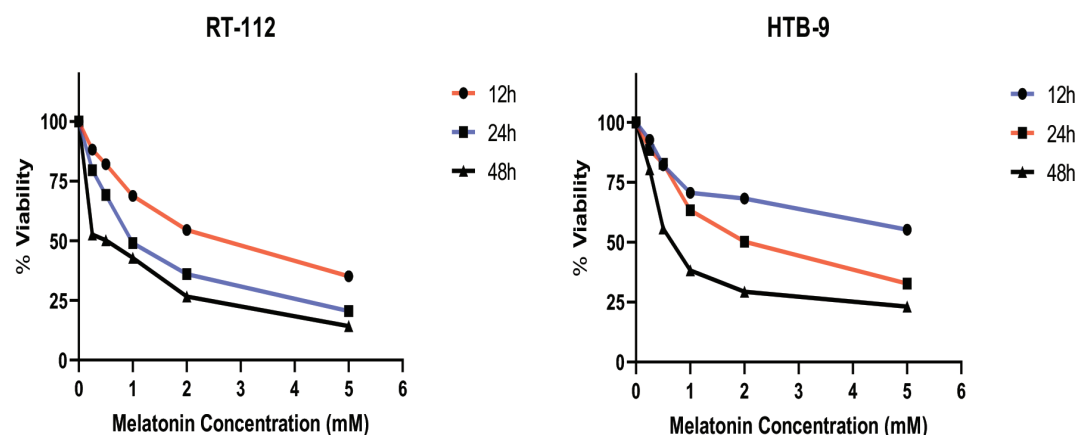 RT-112
% Viability
100
75
50
25
0
0 1 2 3 4 5 6
Melatonin Concentration (mM)
12h
24h
48h
HTB-9
% Viability
100
75
50
25
0
0 1 2 3 4 5 6
Melatonin Concentration (mM)
12h
24h
48h